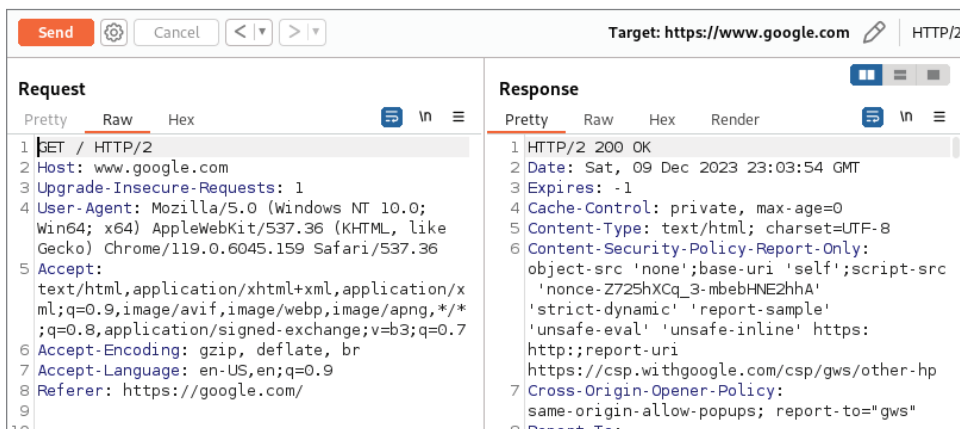 Send Cancel < > Target: https://www.google.com HTTP/2
Request
Pretty Raw Hex \n
1 GET / HTTP/2
2 Host: www.google.com
3 Upgrade-Insecure-Requests: 1
4 User-Agent: Mozilla/5.0 (Windows NT 10.0;
Win64; x64) AppleWebKit/537.36 (KHTML, like
Gecko) Chrome/119.0.6045.159 Safari/537.36
5 Accept:
text/html,application/xhtml+xml,application/x
ml;q=0.9,image/avif,image/webp,image/apng,*/*
;q=0.8,application/signed-exchange;v=b3;q=0.7
6 Accept-Encoding: gzip, deflate, br
7 Accept-Language: en-US,en;q=0.9
8 Referer: https://google.com/
9
10
Response
Pretty Raw Hex Render \n
1 HTTP/2 200 OK
2 Date: Sat, 09 Dec 2023 23:03:54 GMT
3 Expires: -1
4 Cache-Control: private, max-age=0
5 Content-Type: text/html; charset=UTF-8
6 Content-Security-Policy-Report-Only:
object-src 'none';base-uri 'self';script-src
'nonce-Z725hXCq_3-mbebHNE2hhA'
'strict-dynamic' 'report-sample'
'unsafe-eval' 'unsafe-inline' https:
http:;report-uri
https://csp.withgoogle.com/csp/gws/other-hp
7 Cross-Origin-Opener-Policy:
same-origin-allow-popups; report-to="gws"
8 Report-To: